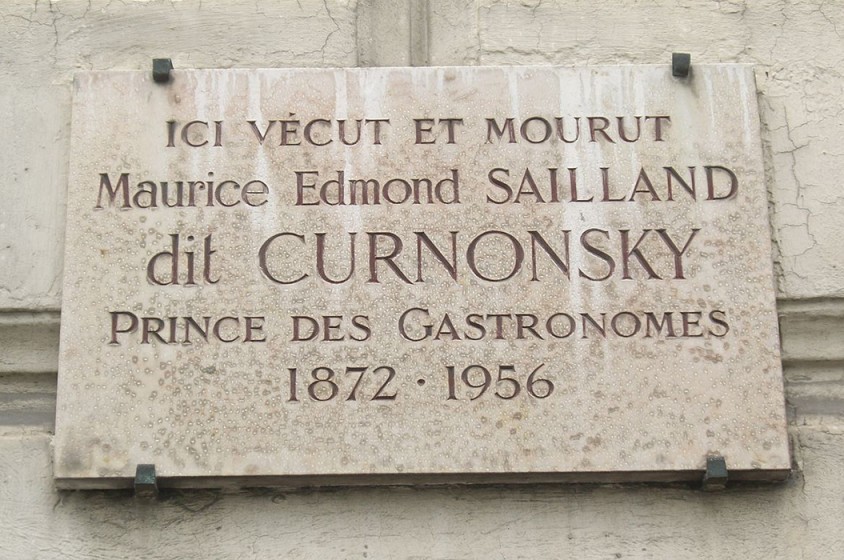 ICI VÉCUT ET MOURUT
Maurice Edmond SAILLAND
dit CURNONSKY
PRINCE DES GASTRONOMES
1872 · 1956